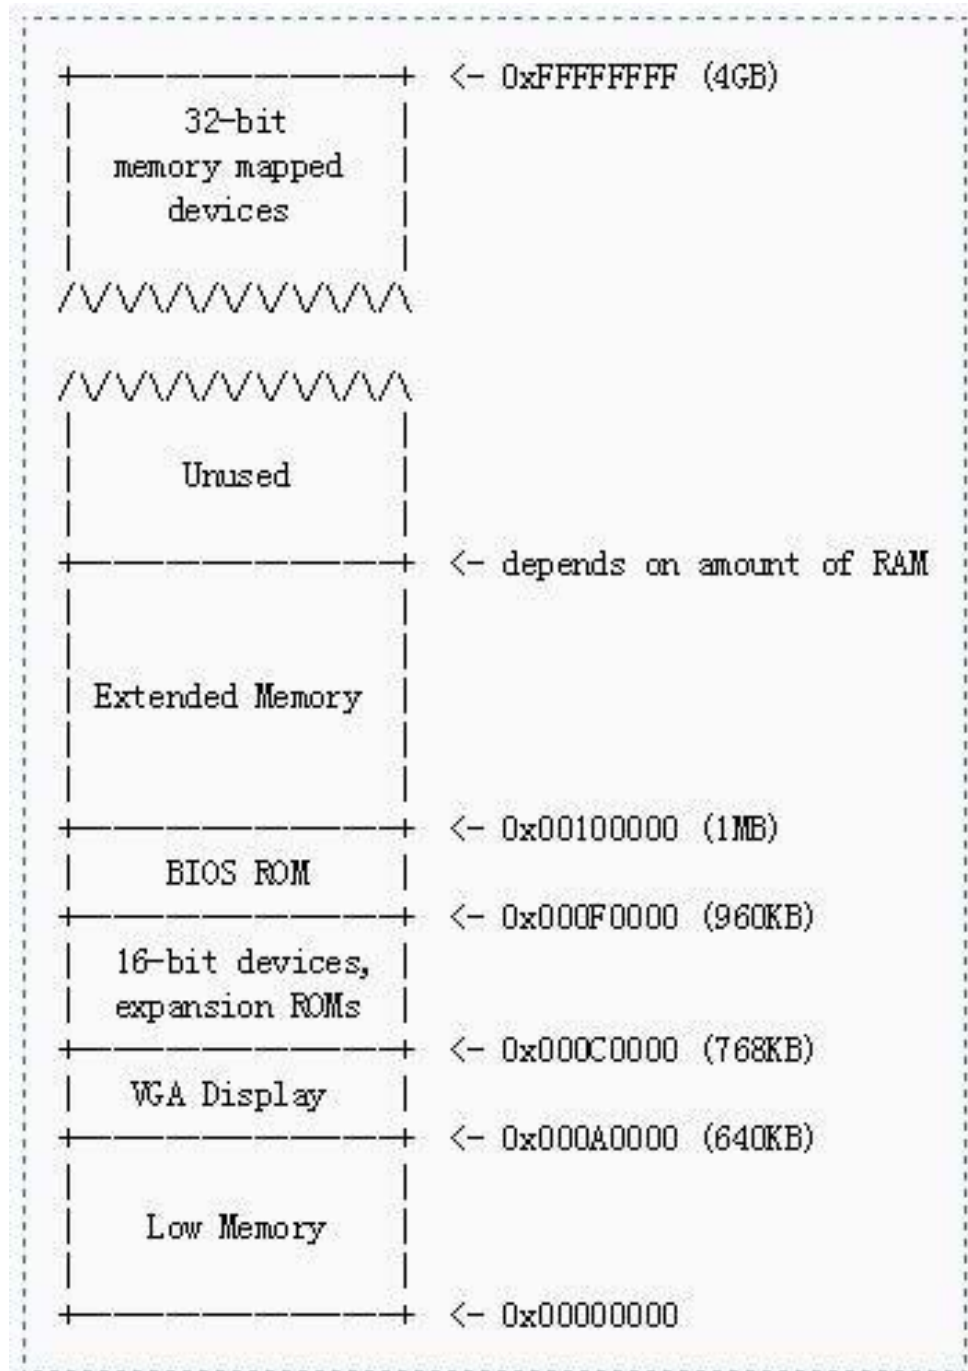 +------------------+  <- 0xFFFFFFFF (4GB)
|      32-bit      |
|  memory mapped   |
|     devices      |
|                  |
/\/\/\/\/\/\/\/\/\/\

/\/\/\/\/\/\/\/\/\/\
|                  |
|      Unused      |
|                  |
+------------------+  <- depends on amount of RAM
|                  |
|                  |
| Extended Memory  |
|                  |
|                  |
+------------------+  <- 0x00100000 (1MB)
|     BIOS ROM     |
+------------------+  <- 0x000F0000 (960KB)
|  16-bit devices, |
|  expansion ROMs  |
+------------------+  <- 0x000C0000 (768KB)
|   VGA Display    |
+------------------+  <- 0x000A0000 (640KB)
|                  |
|    Low Memory    |
|                  |
+------------------+  <- 0x00000000